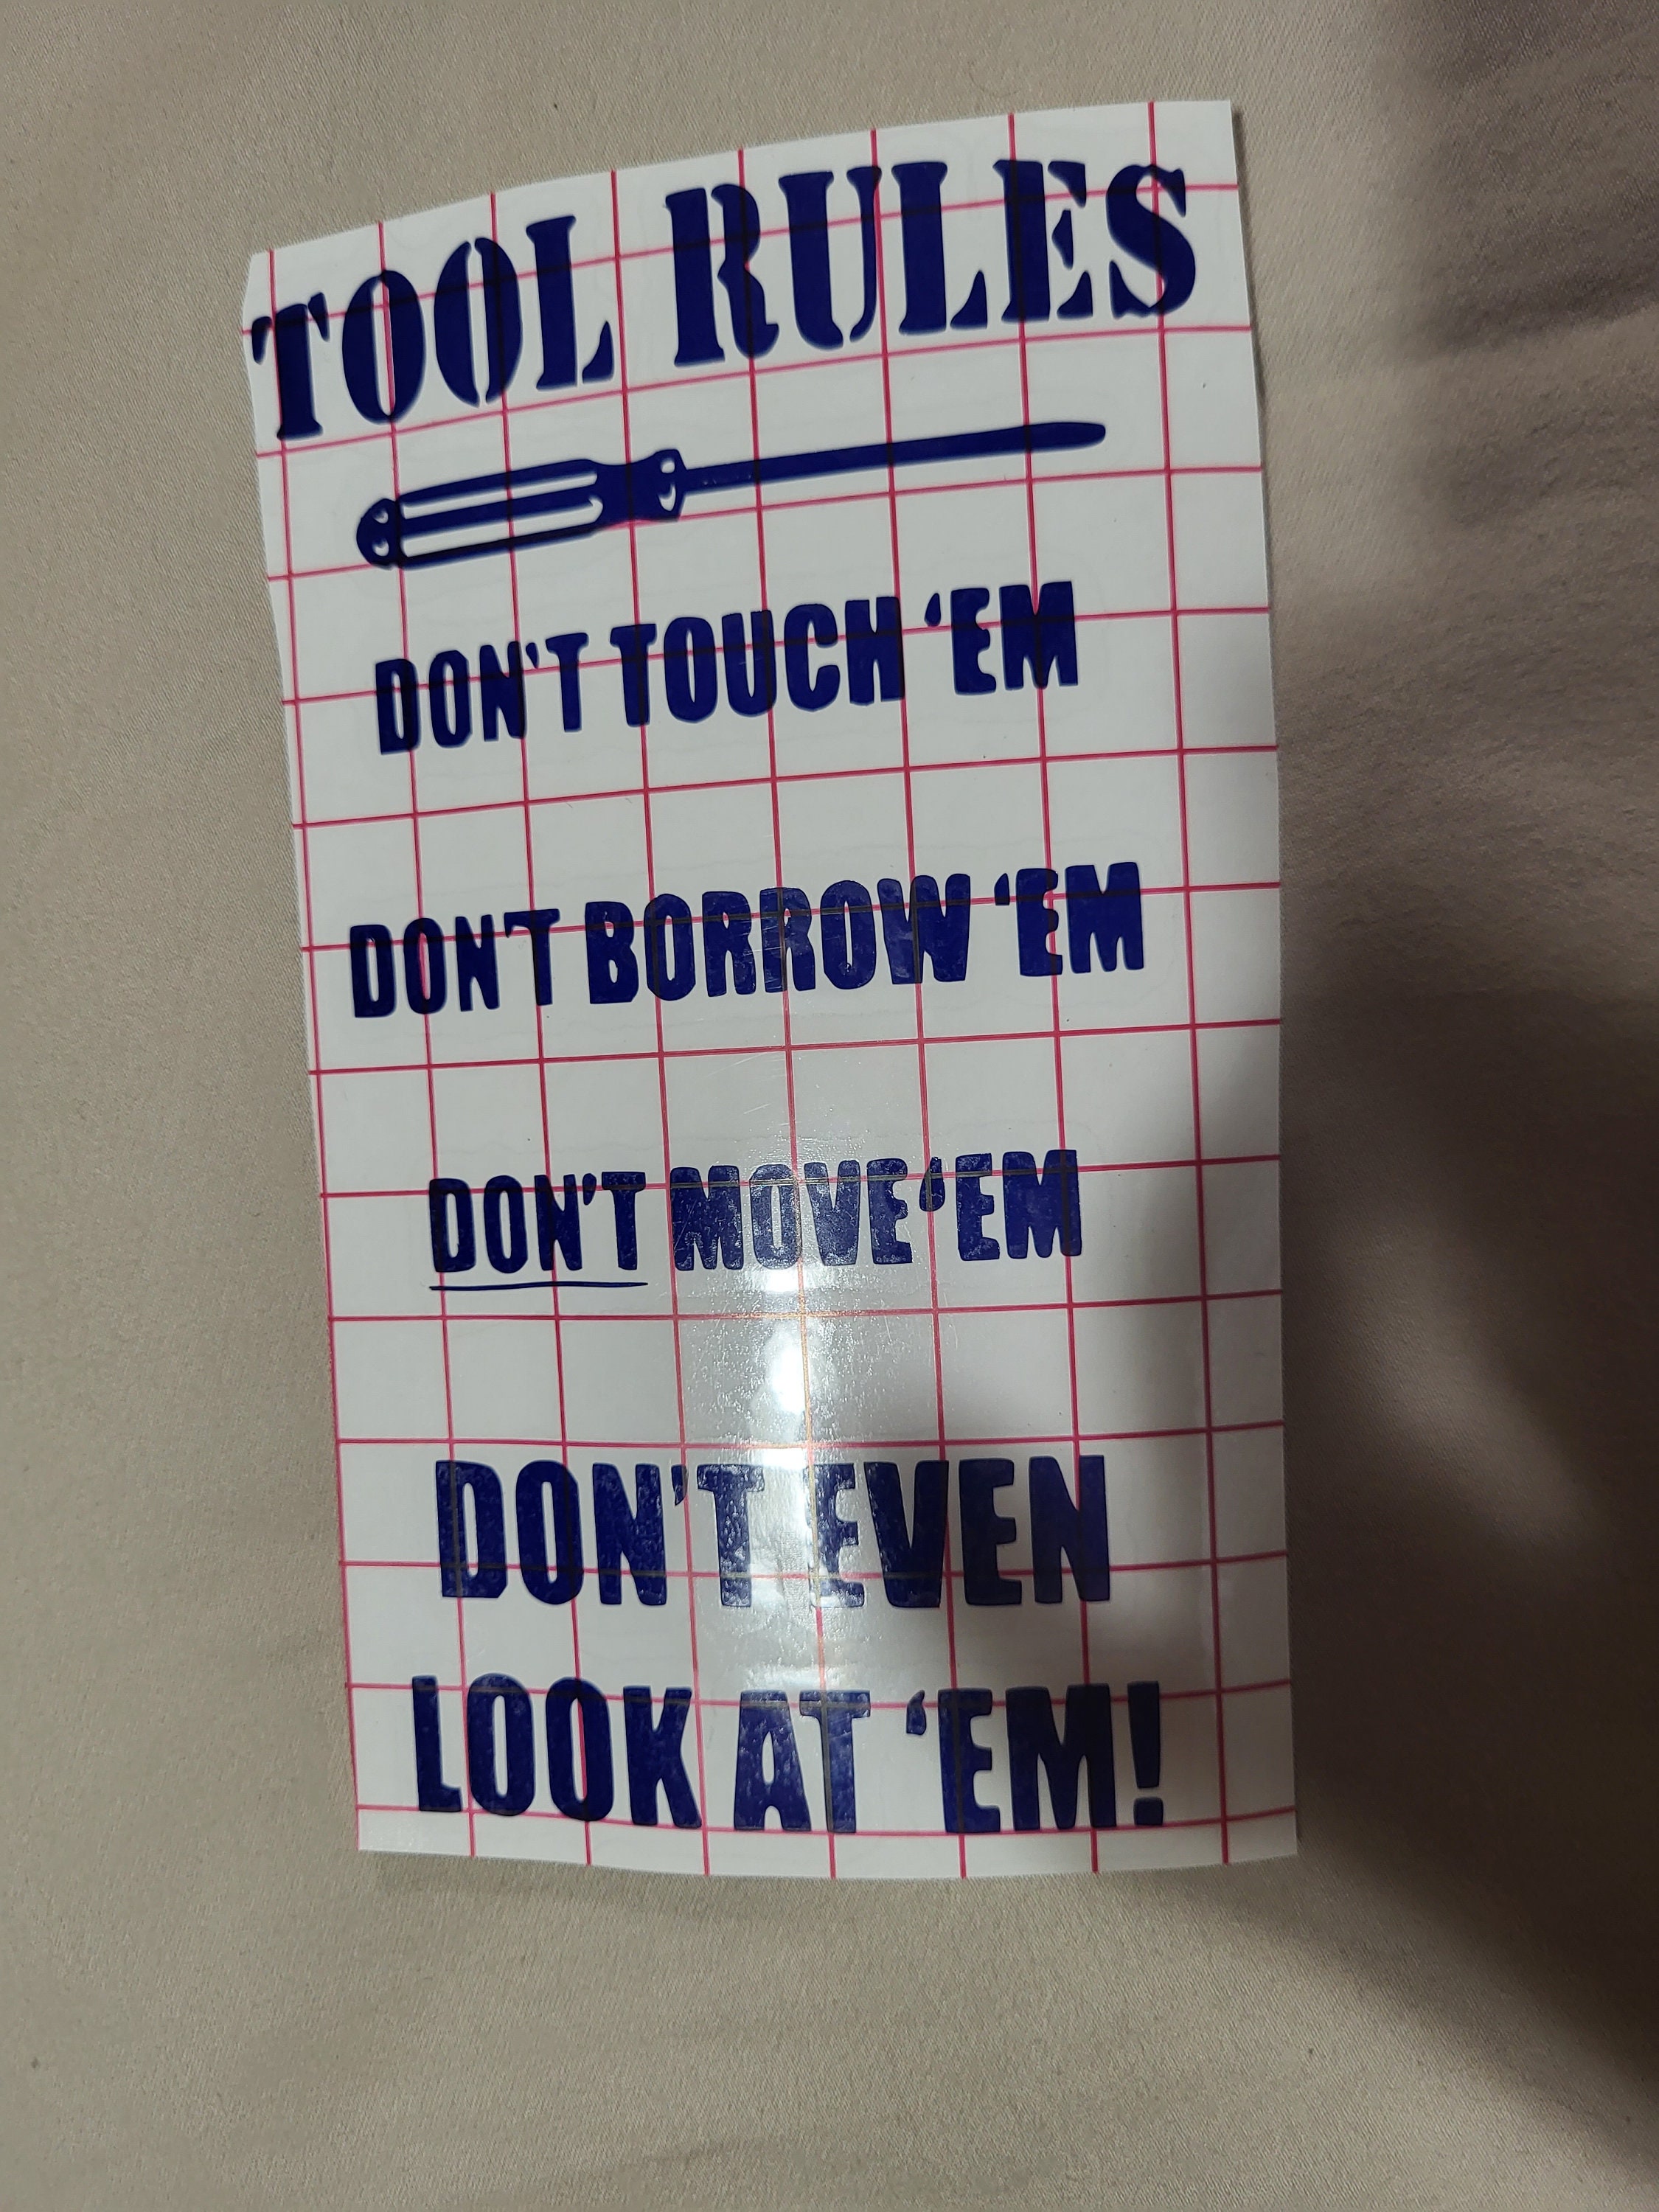 TOOL RULES
DON'T TOUCH 'EM
DON'T BORROW 'EM
DON'T MOVE 'EM
DON'T EVEN
LOOK AT 'EM!